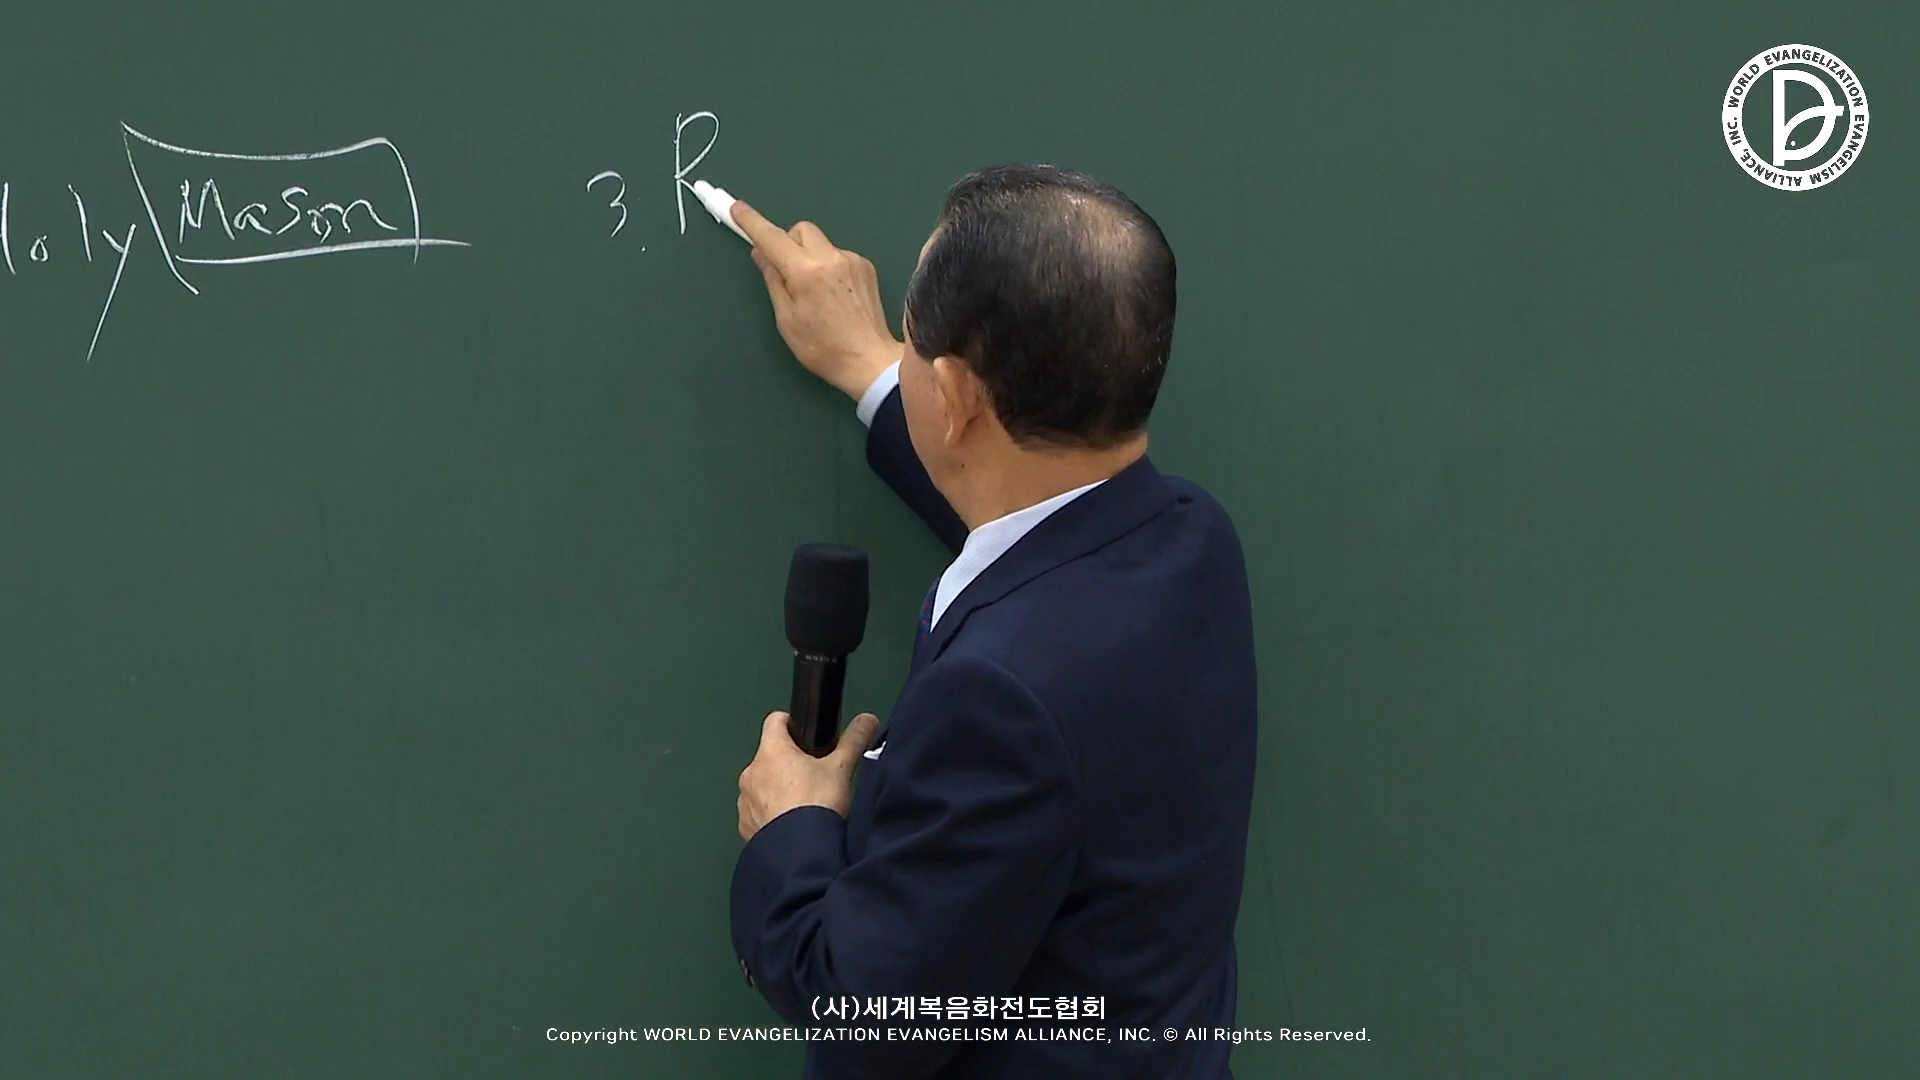 WORLD EVANGELIZATION EVANGELISM ALLIANCE, INC.
Holy Mason
3. R
(사)세계복음화전도협회
Copyright WORLD EVANGELIZATION EVANGELISM ALLIANCE, INC. © All Rights Reserved.